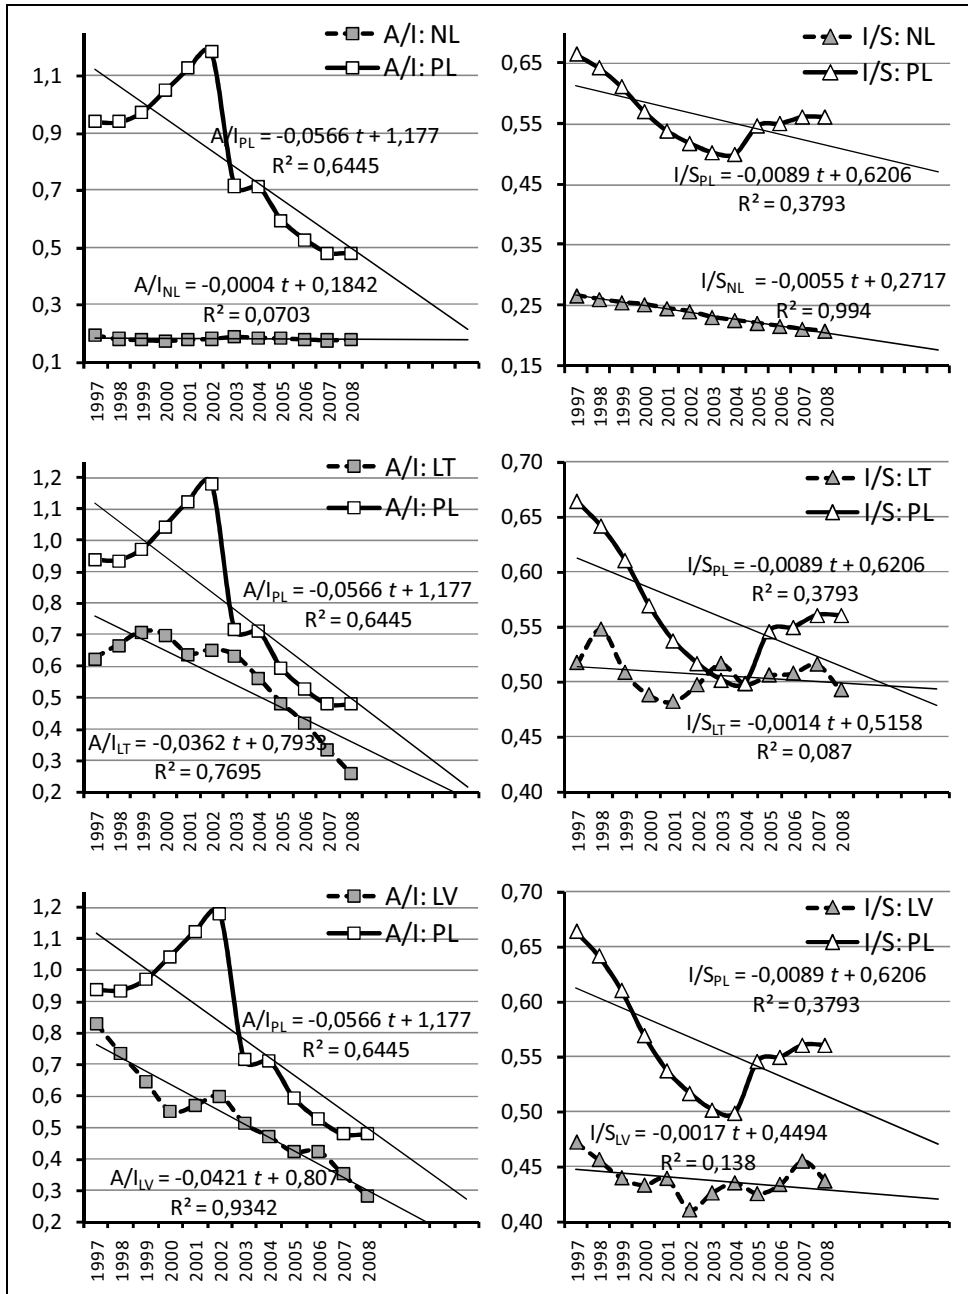 A/I: NL
A/I: PL
1,1
0,9
0,7
0,5
0,3
0,1
A/IPL = -0,0566 t + 1,177
R² = 0,6445
A/INL = -0,0004 t + 0,1842
R² = 0,0703
1997 1998 1999 2000 2001 2002 2003 2004 2005 2006 2007 2008
I/S: NL
I/S: PL
0,65
0,55
0,45
0,35
0,25
0,15
I/SPL = -0,0089 t + 0,6206
R² = 0,3793
I/SNL = -0,0055 t + 0,2717
R² = 0,994
1997 1998 1999 2000 2001 2002 2003 2004 2005 2006 2007 2008
A/I: LT
A/I: PL
1,2
1,1
1,0
0,9
0,8
0,7
0,6
0,5
0,4
0,3
0,2
A/IPL = -0,0566 t + 1,177
R² = 0,6445
A/ILT = -0,0362 t + 0,7933
R² = 0,7695
1997 1998 1999 2000 2001 2002 2003 2004 2005 2006 2007 2008
I/S: LT
I/S: PL
0,70
0,65
0,60
0,55
0,50
0,45
0,40
I/SPL = -0,0089 t + 0,6206
R² = 0,3793
I/SLT = -0,0014 t + 0,5158
R² = 0,087
1997 1998 1999 2000 2001 2002 2003 2004 2005 2006 2007 2008
A/I: LV
A/I: PL
1,2
1,1
1,0
0,9
0,8
0,7
0,6
0,5
0,4
0,3
0,2
A/IPL = -0,0566 t + 1,177
R² = 0,6445
A/ILV = -0,0421 t + 0,807
R² = 0,9342
1997 1998 1999 2000 2001 2002 2003 2004 2005 2006 2007 2008
I/S: LV
I/S: PL
0,70
0,65
0,60
0,55
0,50
0,45
0,40
I/SPL = -0,0089 t + 0,6206
R² = 0,3793
I/SLV = -0,0017 t + 0,4494
R² = 0,138
1997 1998 1999 2000 2001 2002 2003 2004 2005 2006 2007 2008